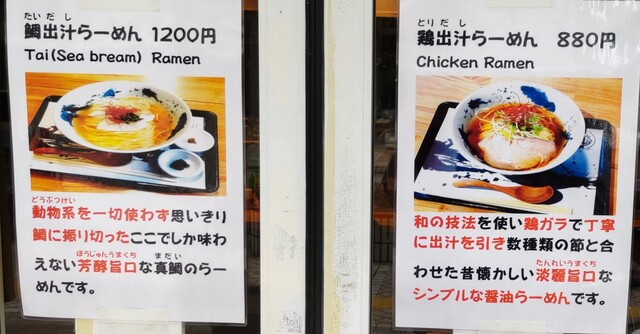 たいだし
鯛出汁らーめん 1200円
Tai(Sea bream) Ramen
どうぶつけい
動物系を一切使わず思いきり
鯛に振り切ったここでしか味わ
ほうじゅんうまくち まだい
えない芳醇旨口な真鯛のらー
めんです。
とりだし
鶏出汁らーめん 880円
Chicken Ramen
和の技法を使い鶏ガラで丁寧
に出汁を引き数種類の節と合
たんれいうまくち
わせた昔懐かしい淡麗旨口な
シンプルな醤油らーめんです。